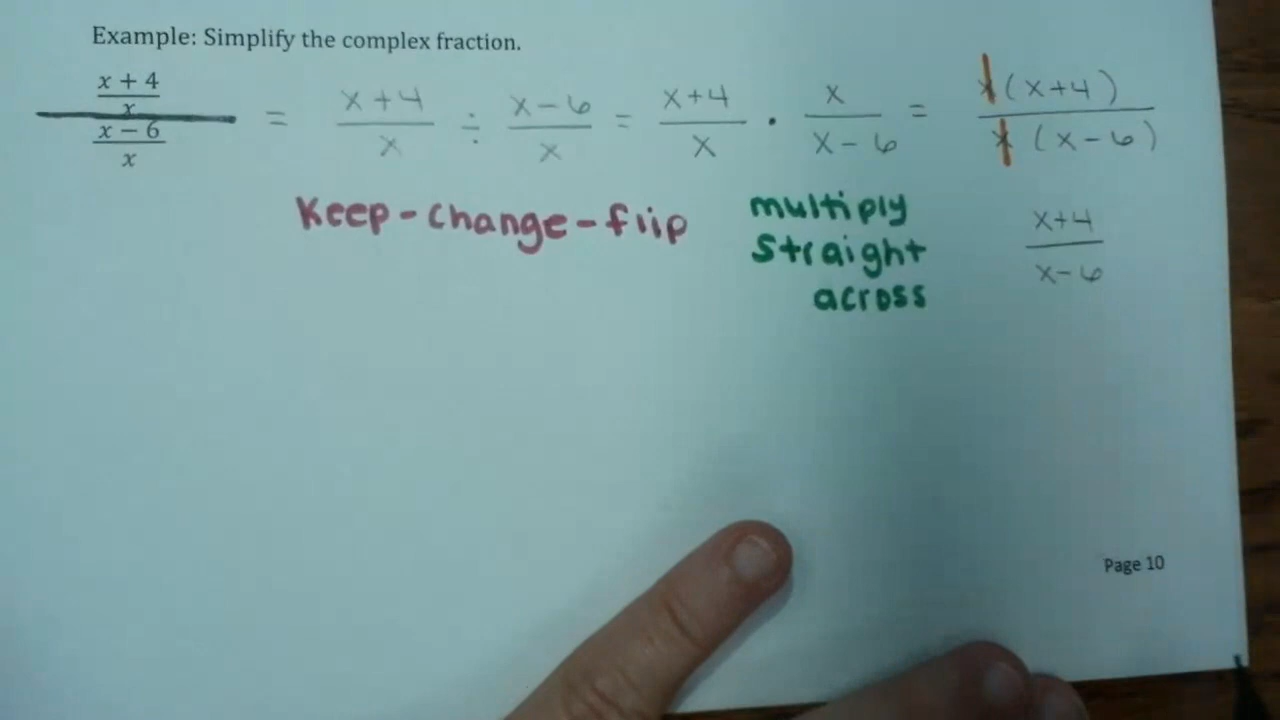 Example: Simplify the complex fraction.
x + 4
x
x − 6
x
= x+4 / x ÷ x−6 / x = x+4 / x · x / x−6 = x(x+4) / x(x−6)
Keep-change-flip
multiply
straight
across
x+4
x−6
Page 10